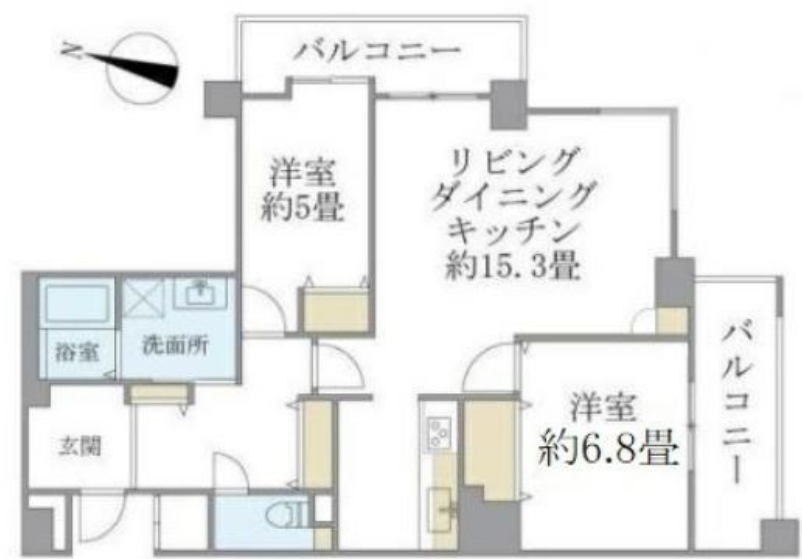 N
バルコニー
洋室
約5畳
リビング
ダイニング
キッチン
約15.3畳
浴室
洗面所
玄関
洋室
約6.8畳
バルコニー